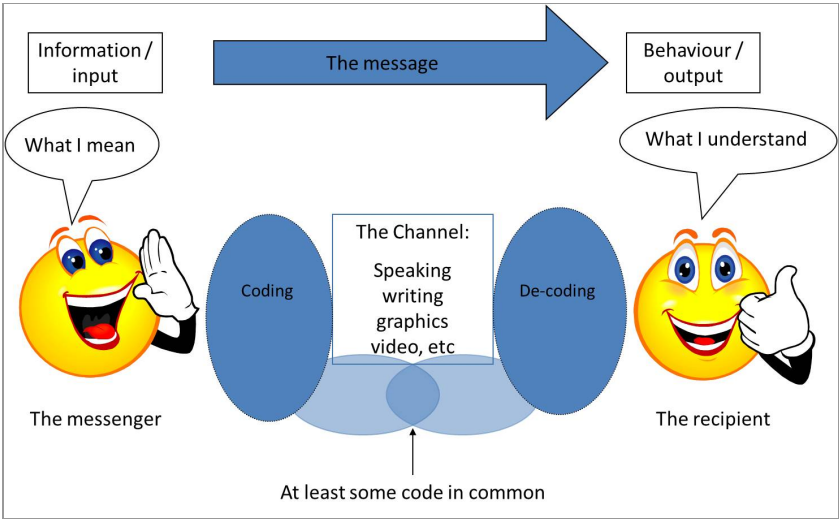 Information /
input
The message
Behaviour /
output
What I mean
What I understand
The Channel:
Speaking
writing
graphics
video, etc
Coding
De-coding
The messenger
The recipient
At least some code in common